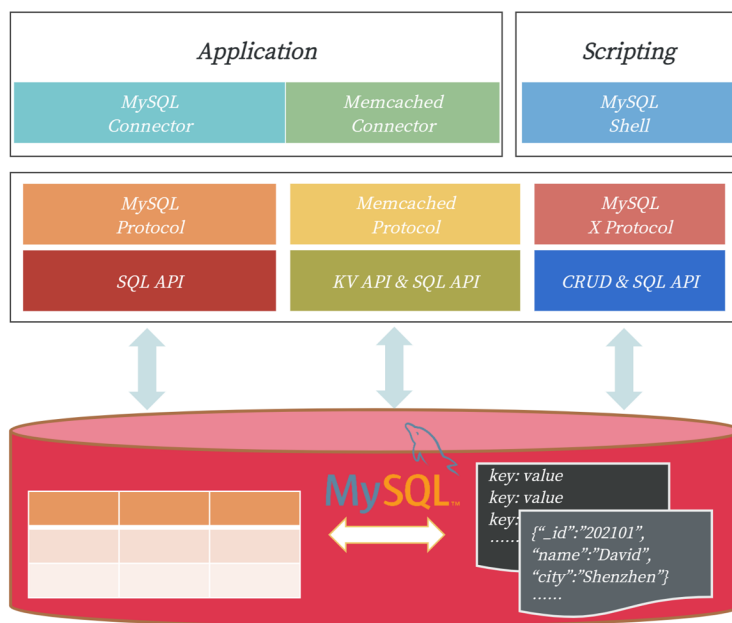 Application
Scripting
MySQL
Connector
Memcached
Connector
MySQL
Shell
MySQL
Protocol
Memcached
Protocol
MySQL
X Protocol
SQL API
KV API & SQL API
CRUD & SQL API
MySQL™
key: value
key: value
key:
......
{“_id”:”202101”,
“name”:”David”,
“city”:”Shenzhen”}
......